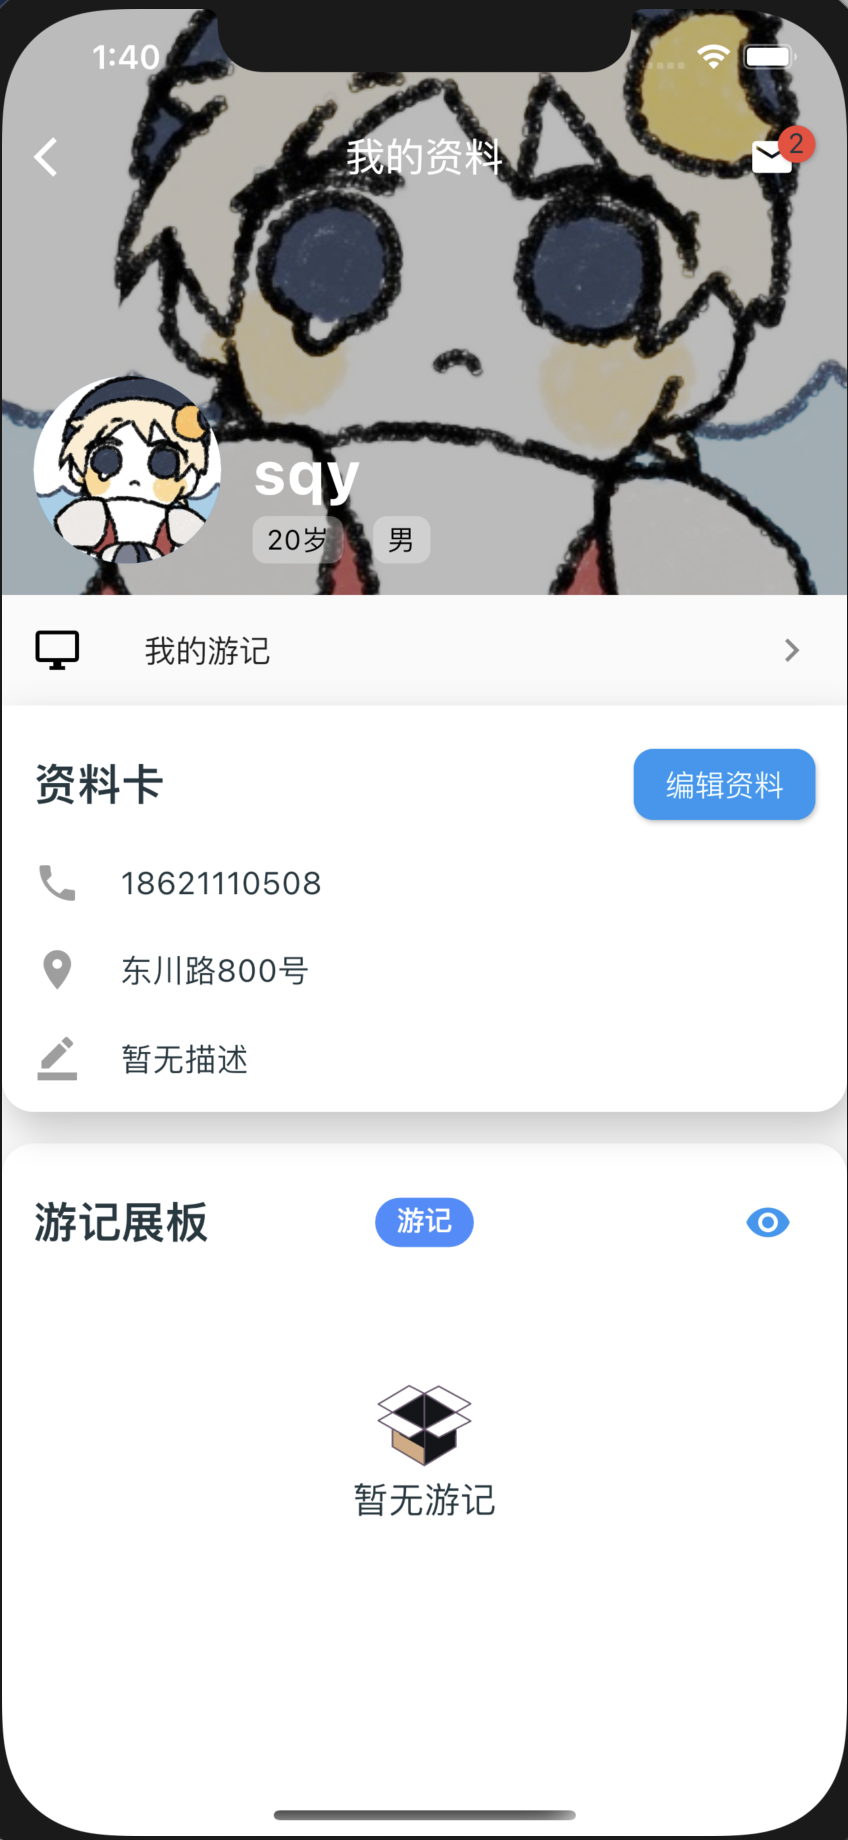 1:40
我的资料
2
sqy
20岁 男
我的游记
资料卡
编辑资料
18621110508
东川路800号
暂无描述
游记展板
游记
暂无游记